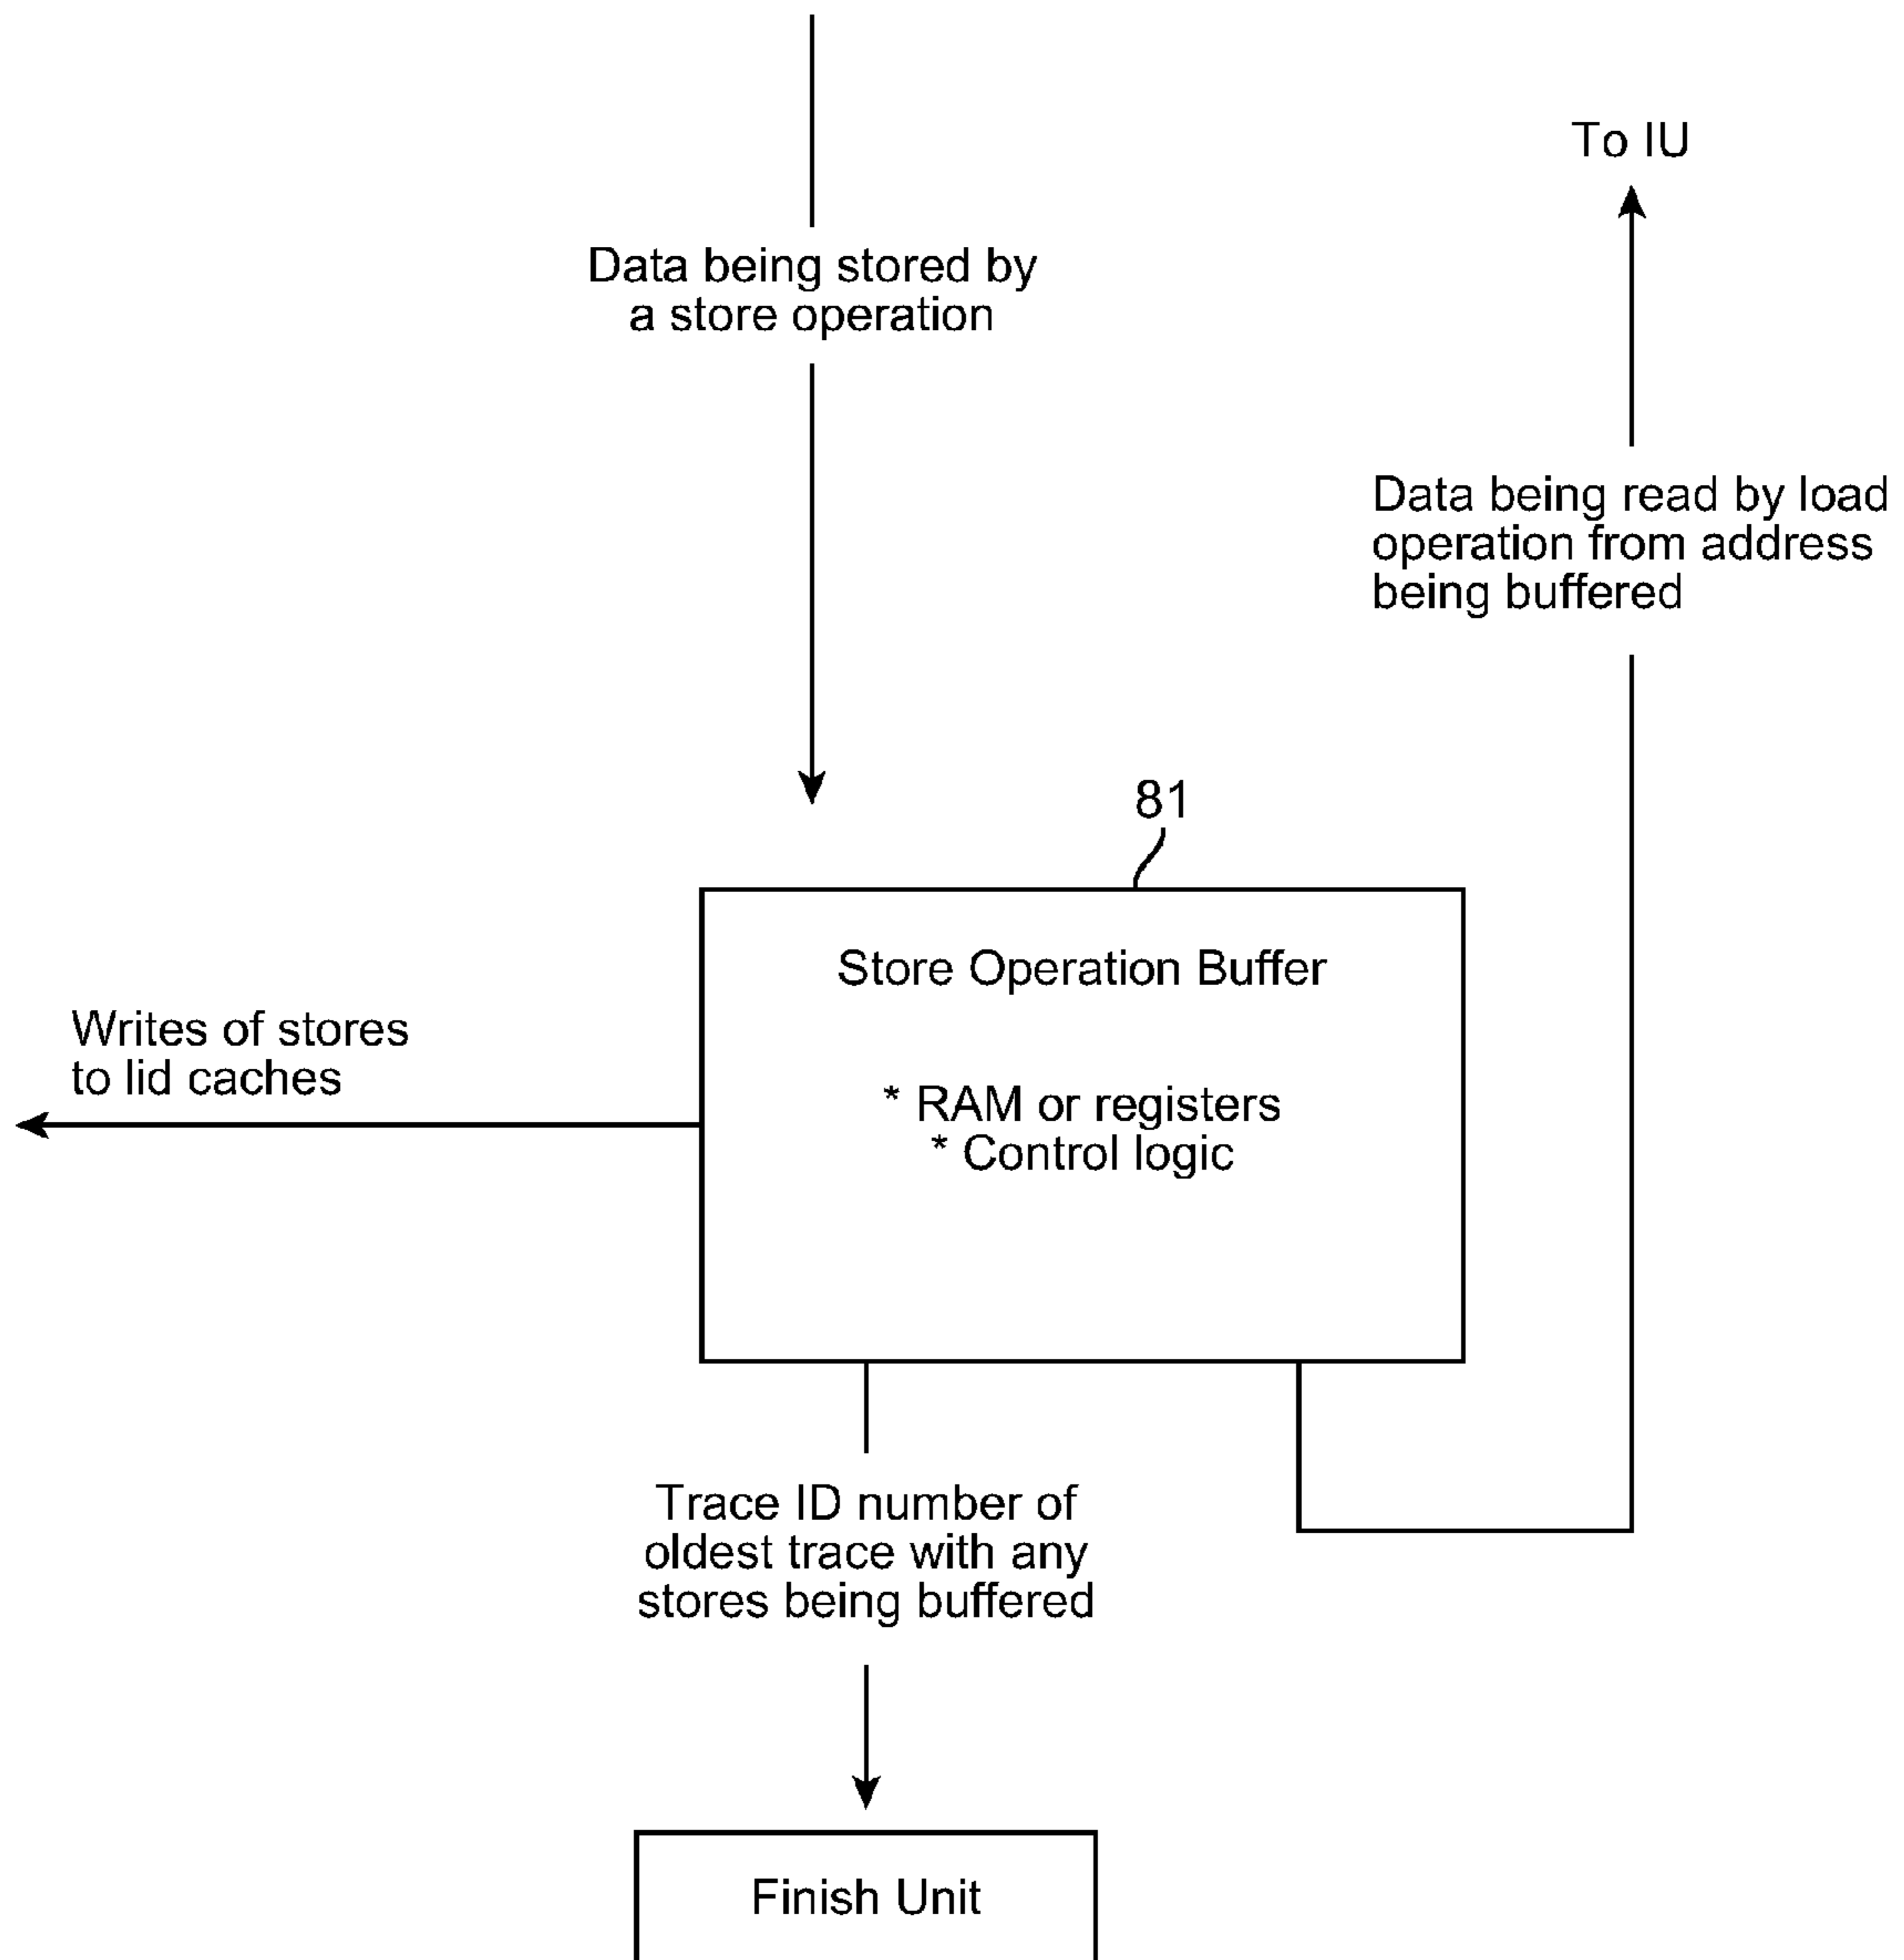 To IU
Data being stored by
a store operation
Data being read by load
operation from address
being buffered
81
Store Operation Buffer
* RAM or registers
* Control logic
Writes of stores
to lid caches
Trace ID number of
oldest trace with any
stores being buffered
Finish Unit